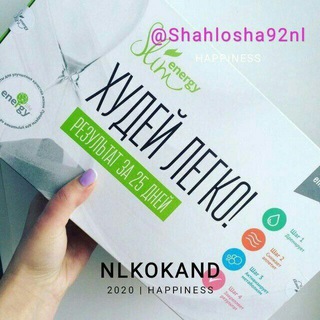 @Shahlosha92nl
HAPPINESS
energy
Slim
energy
ХУДЕЙ ЛЕГКО!
РЕЗУЛЬТАТ ЗА 25 ДНЕЙ
Шаг 1
Шаг 2
Шаг 3
Шаг 4
NLKOKAND
2020 | HAPPINESS